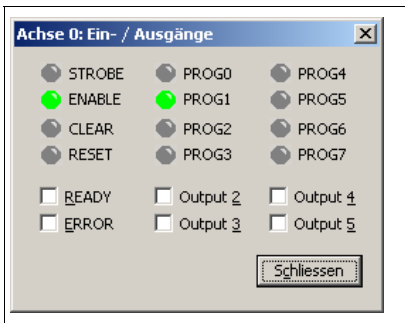 Achse 0: Ein- / Ausgänge
STROBE PROG0 PROG4
ENABLE PROG1 PROG5
CLEAR PROG2 PROG6
RESET PROG3 PROG7
READY Output 2 Output 4
ERROR Output 3 Output 5
Schliessen